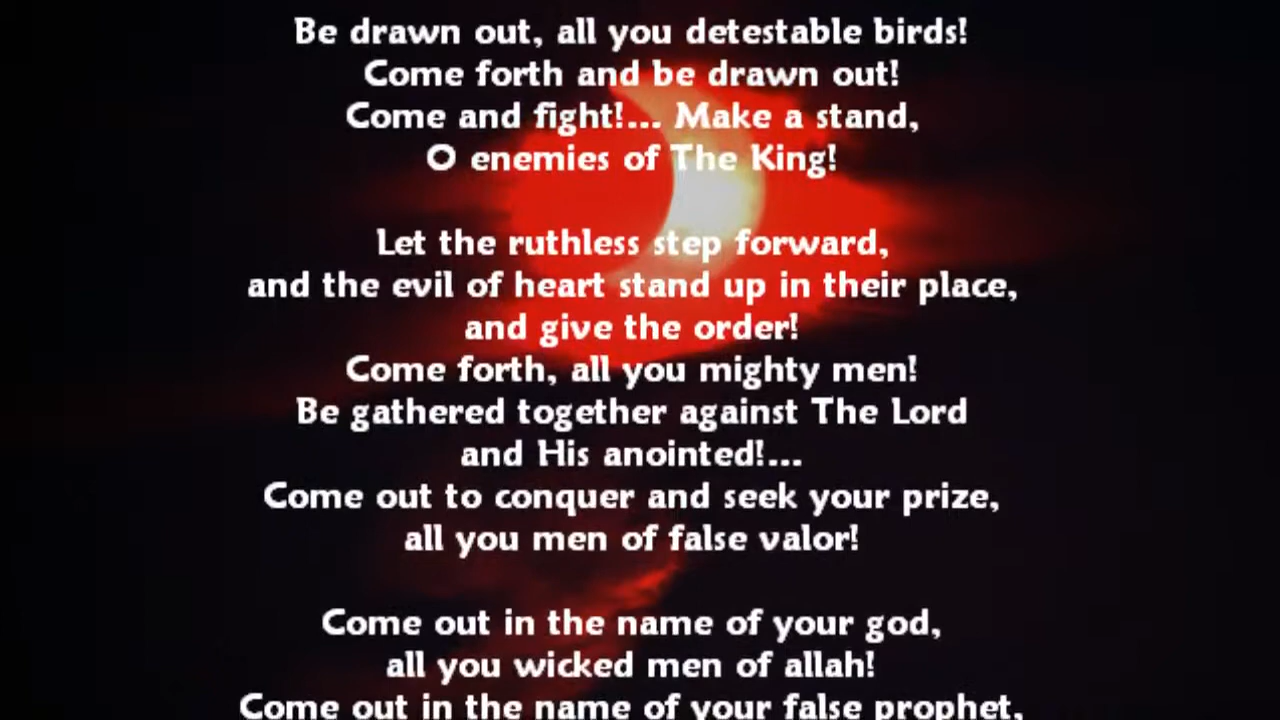 Be drawn out, all you detestable birds!
Come forth and be drawn out!
Come and fight!... Make a stand,
O enemies of The King!
Let the ruthless step forward,
and the evil of heart stand up in their place,
and give the order!
Come forth, all you mighty men!
Be gathered together against The Lord
and His anointed!...
Come out to conquer and seek your prize,
all you men of false valor!
Come out in the name of your god,
all you wicked men of allah!
Come out in the name of your false prophet,